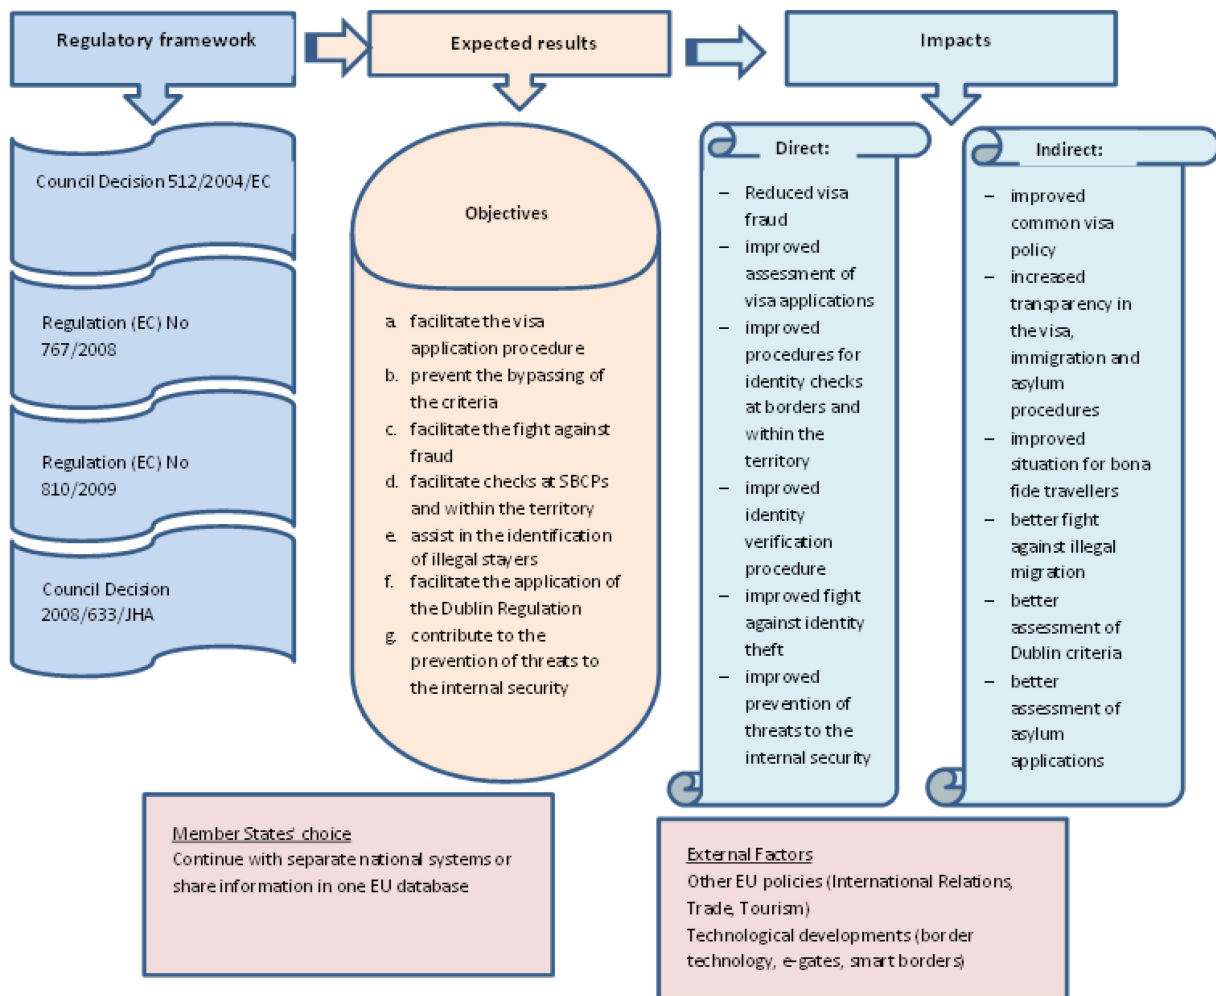 Regulatory framework
Expected results
Impacts
Council Decision 512/2004/EC
Regulation (EC) No
767/2008
Regulation (EC) No
810/2009
Council Decision
2008/633/JHA
Objectives
a. facilitate the visa
application procedure
b. prevent the bypassing of
the criteria
c. facilitate the fight against
fraud
d. facilitate checks at SBCPs
and within the territory
e. assist in the identification
of illegal stayers
f. facilitate the application of
the Dublin Regulation
g. contribute to the
prevention of threats to
the internal security
Direct:
– Reduced visa
fraud
– improved
assessment of
visa applications
– improved
procedures for
identity checks
at borders and
within the
territory
– improved
identity
verification
procedure
– improved fight
against identity
theft
– improved
prevention of
threats to the
internal security
Indirect:
– improved
common visa
policy
– increased
transparency in
the visa,
immigration and
asylum
procedures
– improved
situation for bona
fide travellers
– better fight
against illegal
migration
– better
assessment of
Dublin criteria
– better
assessment of
asylum
applications
Member States' choice
Continue with separate national systems or
share information in one EU database
External Factors
Other EU policies (International Relations,
Trade, Tourism)
Technological developments (border
technology, e-gates, smart borders)